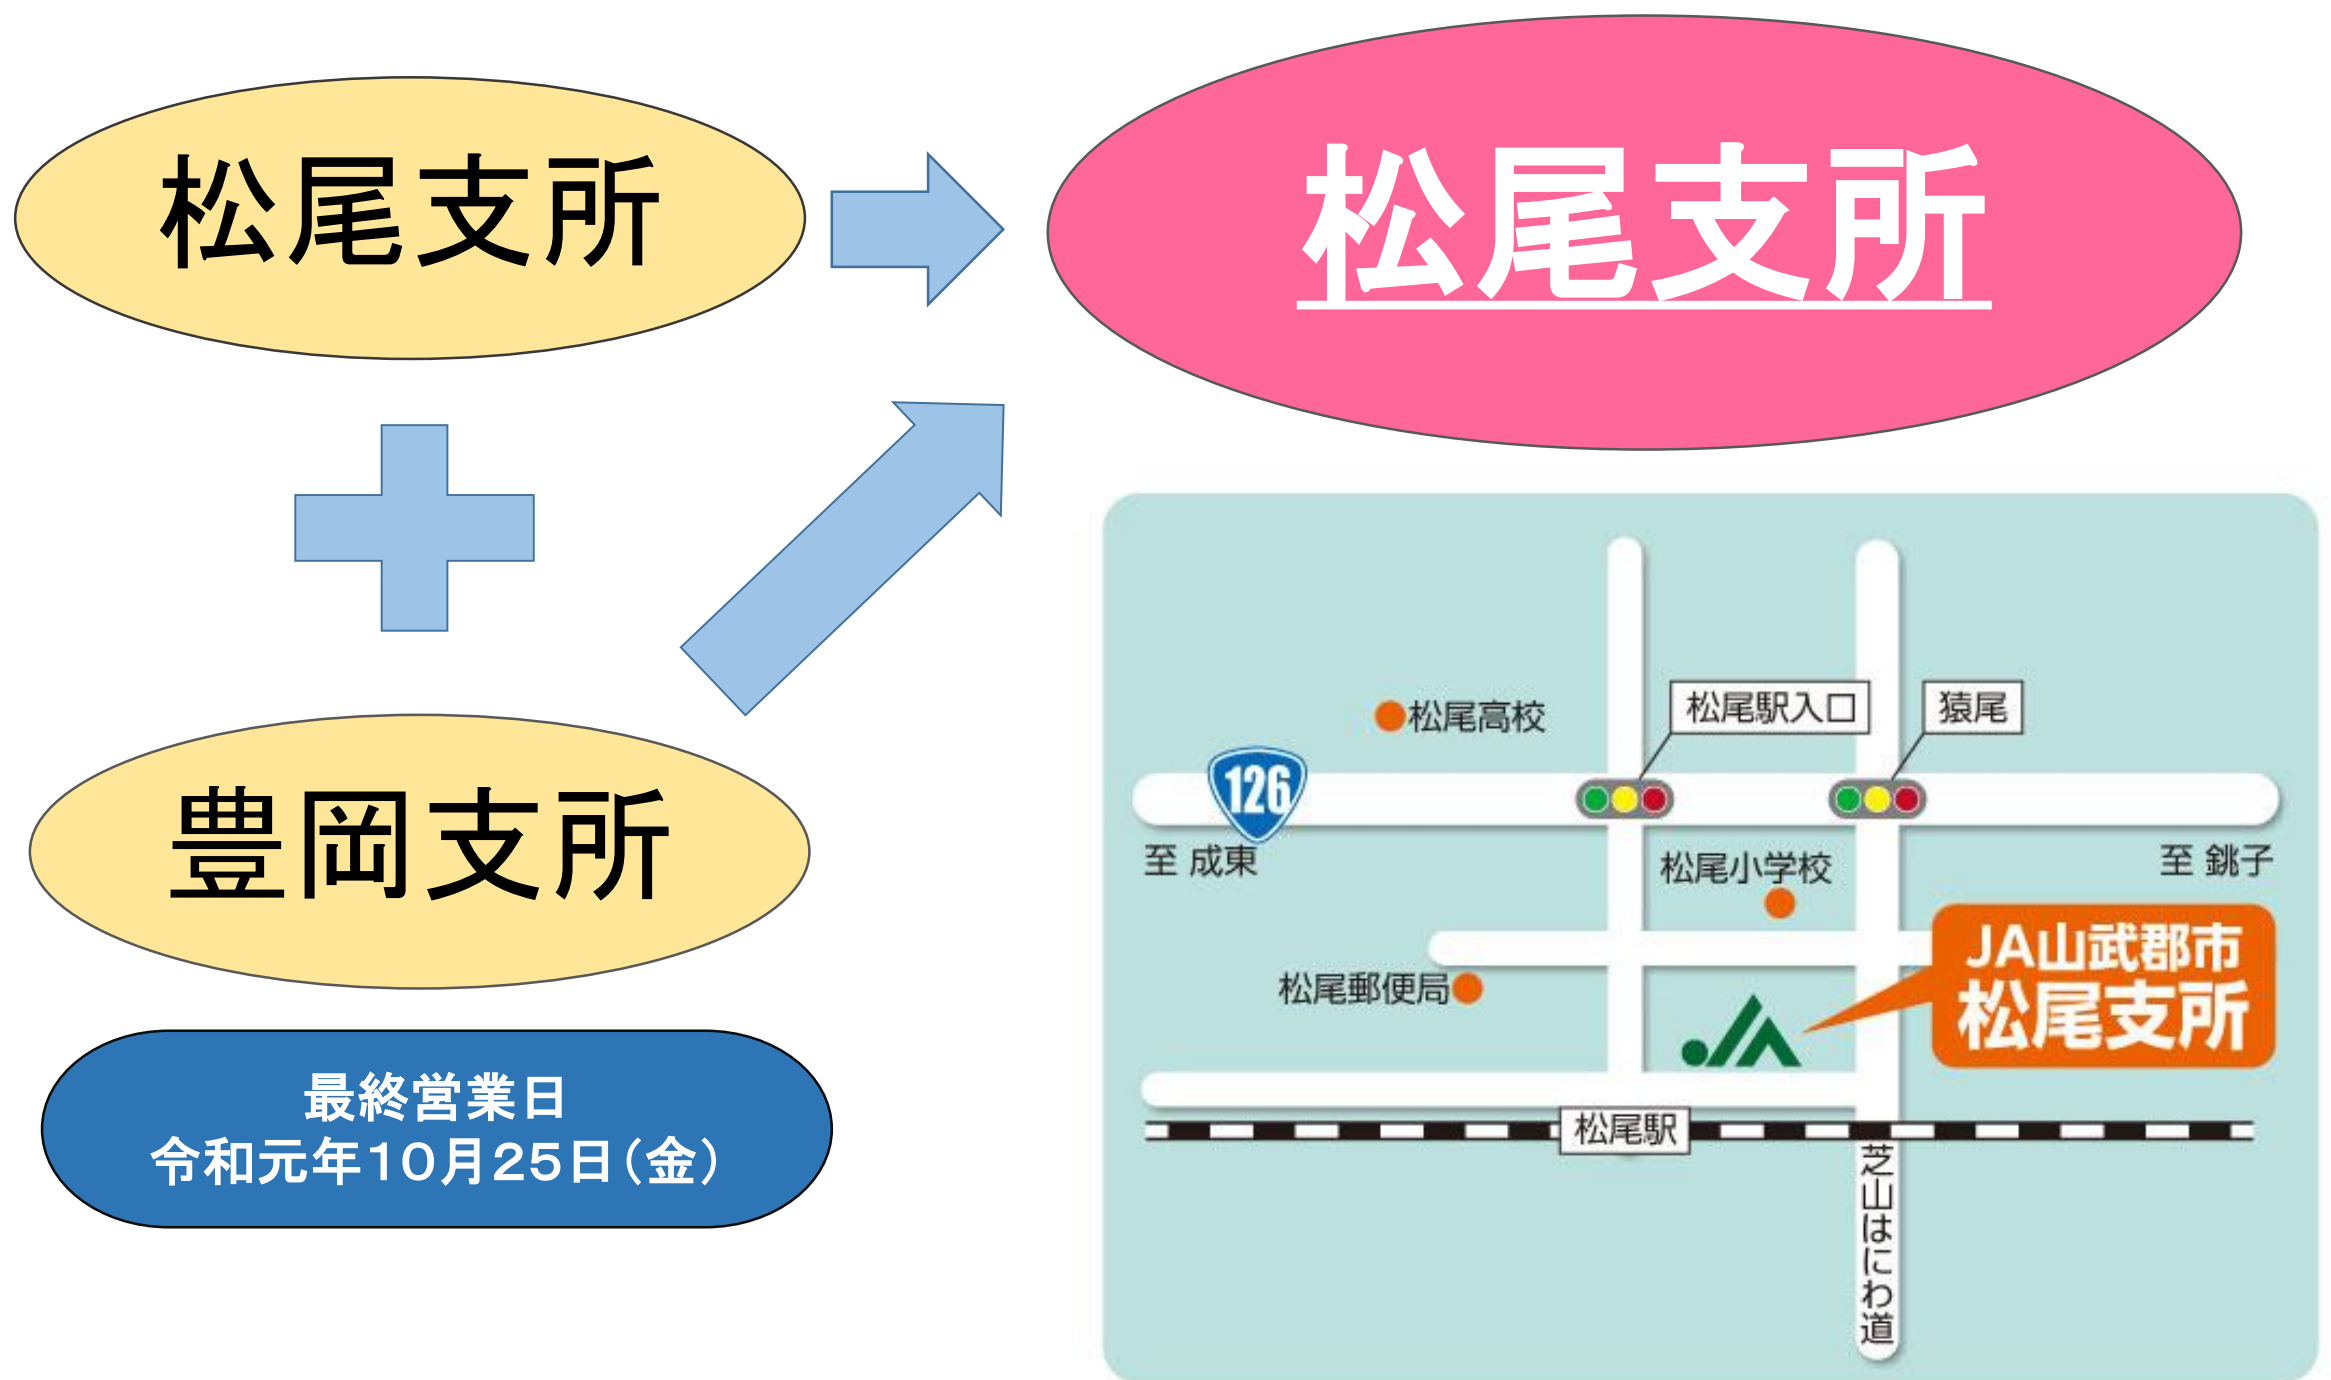 松尾支所
松尾支所
豊岡支所
最終営業日
令和元年１０月２５日（金）
松尾駅入口
猿尾
松尾高校
126
至 成東
松尾小学校
至 銚子
JA山武郡市
松尾支所
松尾郵便局
JA
松尾駅
芝山はにわ道